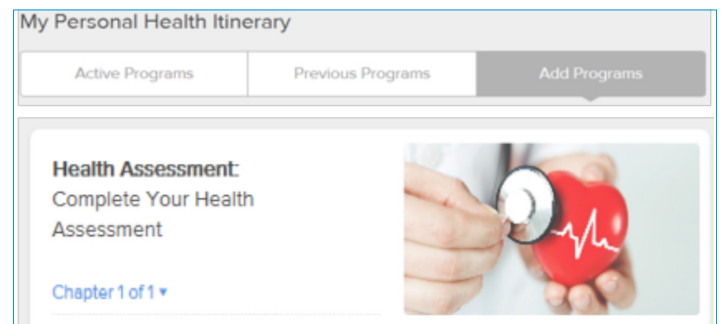 My Personal Health Itinerary
Active Programs
Previous Programs
Add Programs
Health Assessment:
Complete Your Health
Assessment
Chapter 1 of 1 ▾